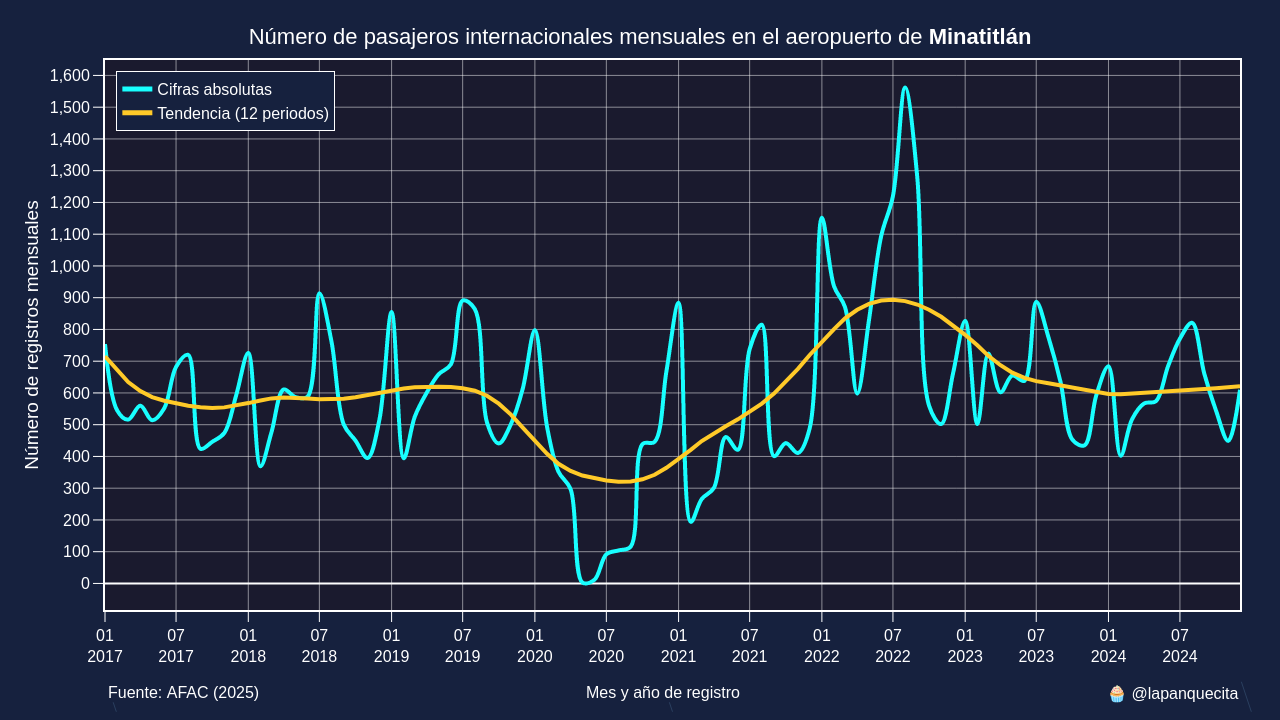 Número de pasajeros internacionales mensuales en el aeropuerto de Minatitlán
Cifras absolutas
Tendencia (12 periodos)
Número de registros mensuales
1,600
1,500
1,400
1,300
1,200
1,100
1,000
900
800
700
600
500
400
300
200
100
0
01 07 01 07 01 07 01 07 01 07 01 07 01 07 01 07
2017 2017 2018 2018 2019 2019 2020 2020 2021 2021 2022 2022 2023 2023 2024 2024
Fuente: AFAC (2025)
Mes y año de registro
🧁 @lapanquecita